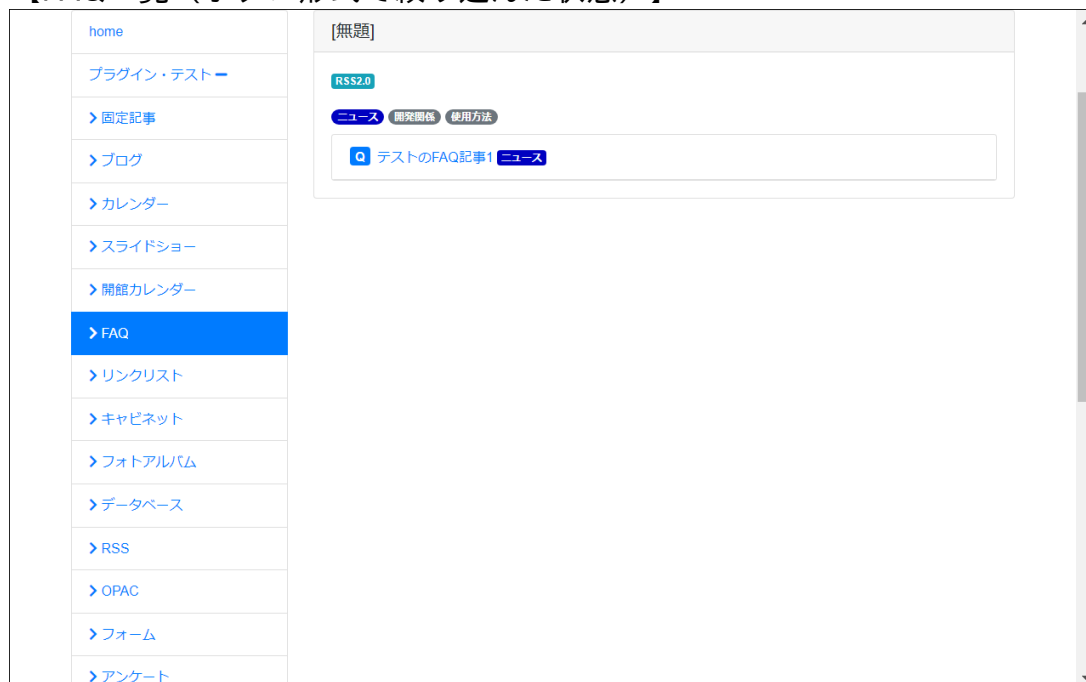 home
プラグイン・テスト
固定記事
ブログ
カレンダー
スライドショー
開館カレンダー
FAQ
リンクリスト
キャビネット
フォトアルバム
データベース
RSS
OPAC
フォーム
アンケート
[無題]
RSS2.0
ニュース 開発関係 使用方法
Q テストのFAQ記事1 ニュース